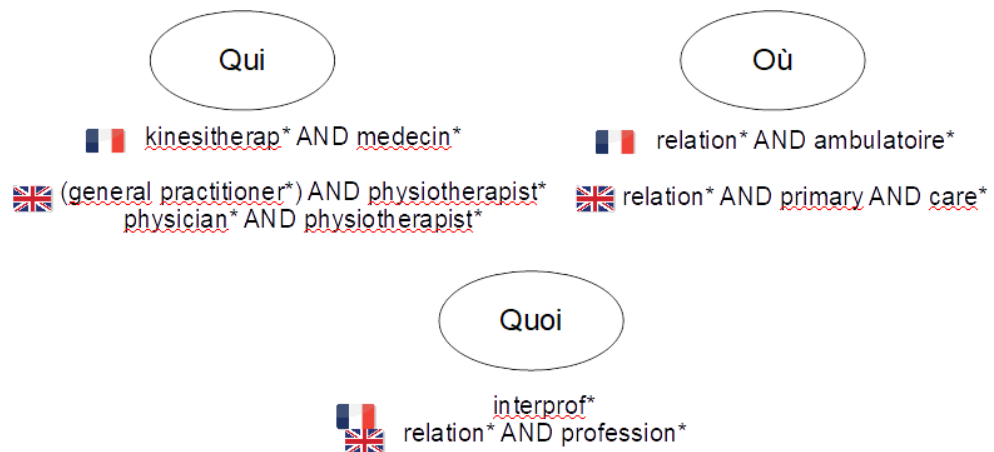 Qui
Où
kinesitherap* AND medecin*
relation* AND ambulatoire*
(general practitioner*) AND physiotherapist*
physician* AND physiotherapist*
relation* AND primary AND care*
Quoi
interprof*
relation* AND profession*